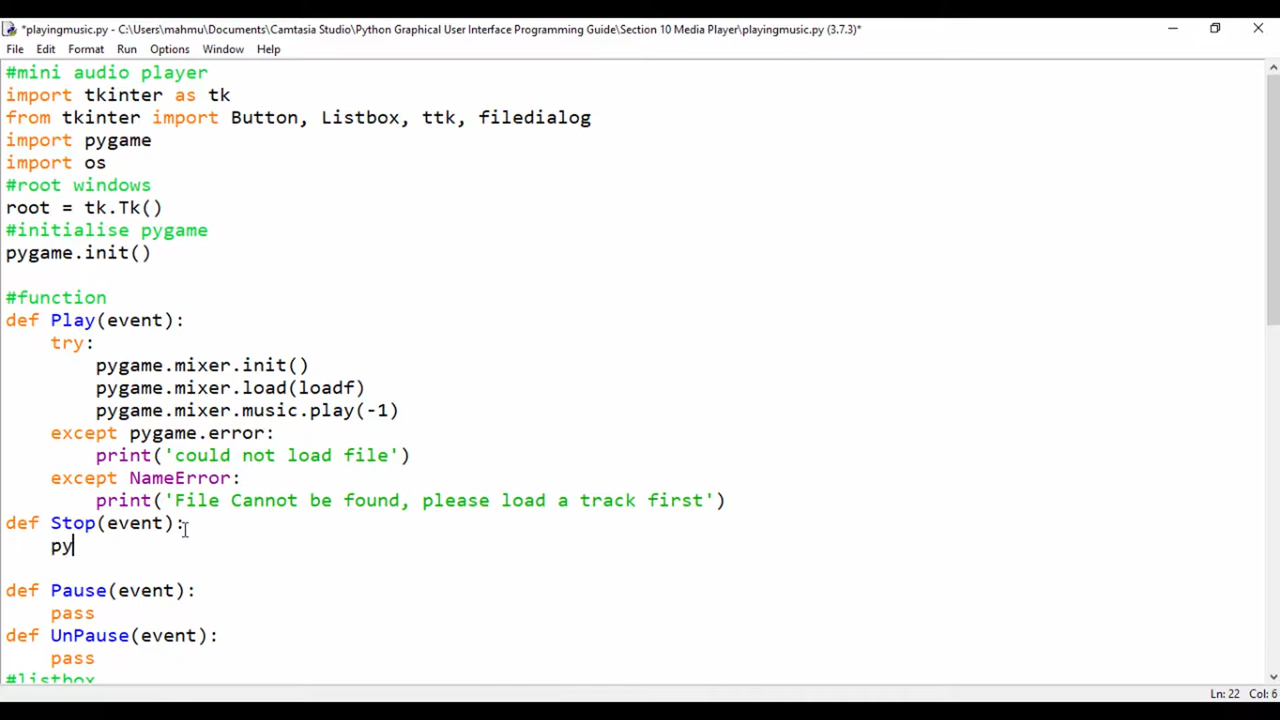 *playingmusic.py - C:\Users\mahmu\Documents\Camtasia Studio\Python Graphical User Interface Programming Guide\Section 10 Media Player\playingmusic.py (3.7.3)*
File Edit Format Run Options Window Help
#mini audio player
import tkinter as tk
from tkinter import Button, Listbox, ttk, filedialog
import pygame
import os
#root windows
root = tk.Tk()
#initialise pygame
pygame.init()
#function
def Play(event):
try:
pygame.mixer.init()
pygame.mixer.load(loadf)
pygame.mixer.music.play(-1)
except pygame.error:
print('could not load file')
except NameError:
print('File Cannot be found, please load a track first')
def Stop(event):
py
def Pause(event):
pass
def UnPause(event):
pass
#listbox
Ln: 22 Col: 6